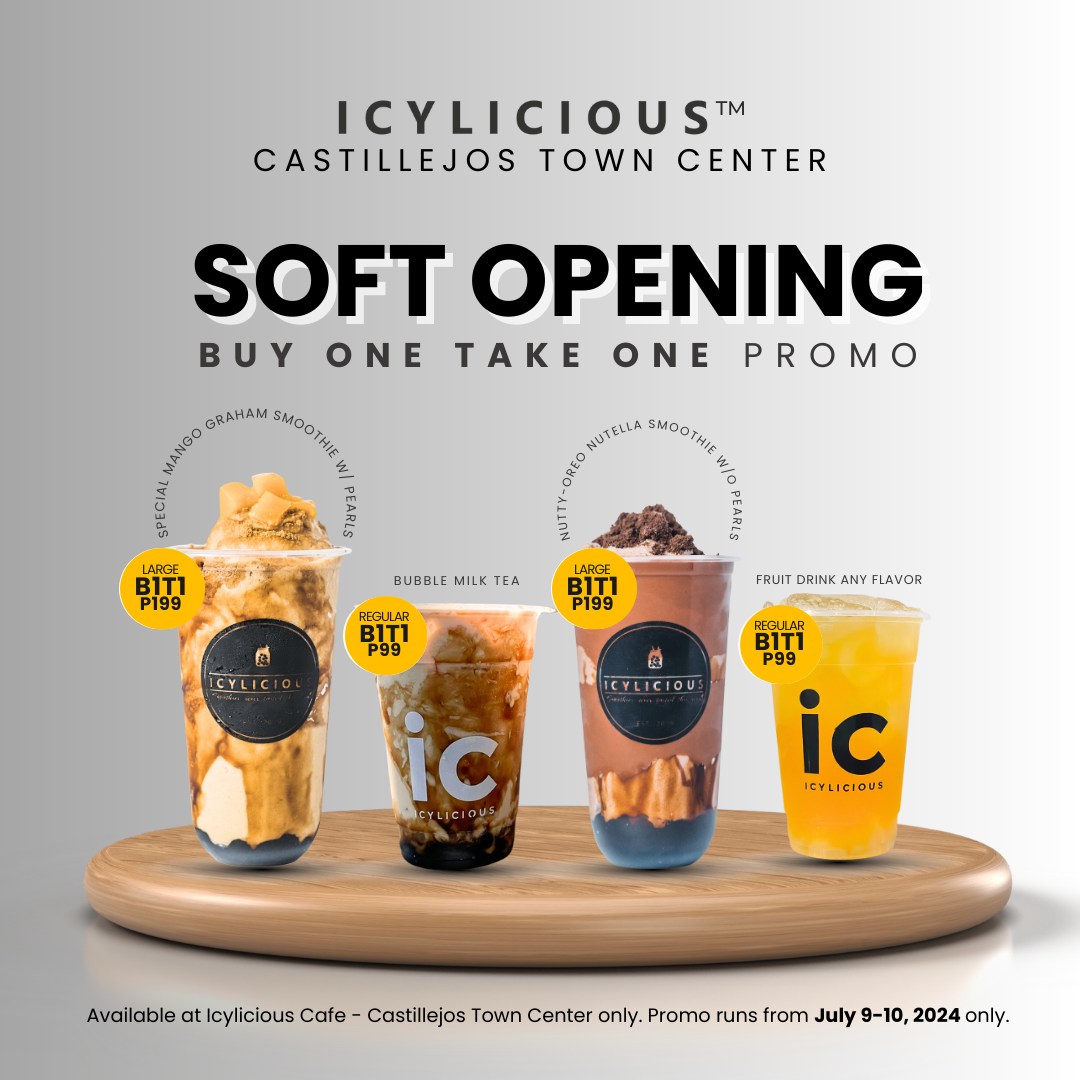 ICYLICIOUS™
CASTILLEJOS TOWN CENTER
SOFT OPENING
BUY ONE TAKE ONE PROMO
SPECIAL MANGO GRAHAM SMOOTHIE W/ PEARLS
LARGE
B1T1
P199
ICYLICIOU
BUBBLE MILK TEA
REGULAR
B1T1
P99
ic
ICYLICIOUS
NUTTY-OREO NUTELLA SMOOTHIE W/O PEARLS
LARGE
B1T1
P199
ICYLICIOUS
FRUIT DRINK ANY FLAVOR
REGULAR
B1T1
P99
ic
ICYLICIOUS
Available at Icylicious Cafe - Castillejos Town Center only. Promo runs from July 9-10, 2024 only.